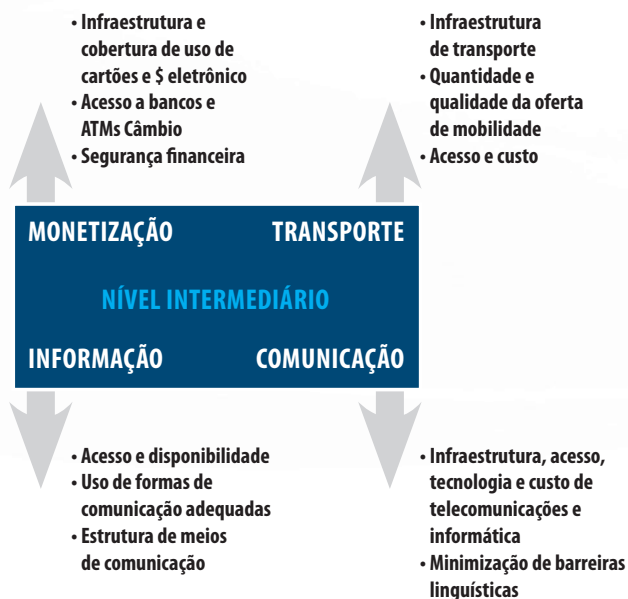 • Infraestrutura e
cobertura de uso de
cartões e $ eletrônico
• Acesso a bancos e
ATMs Câmbio
• Segurança financeira
• Infraestrutura
de transporte
• Quantidade e
qualidade da oferta
de mobilidade
• Acesso e custo
MONETIZAÇÃO
TRANSPORTE
NÍVEL INTERMEDIÁRIO
INFORMAÇÃO
COMUNICAÇÃO
• Acesso e disponibilidade
• Uso de formas de
comunicação adequadas
• Estrutura de meios
de comunicação
• Infraestrutura, acesso,
tecnologia e custo de
telecomunicações e
informática
• Minimização de barreiras
linguísticas